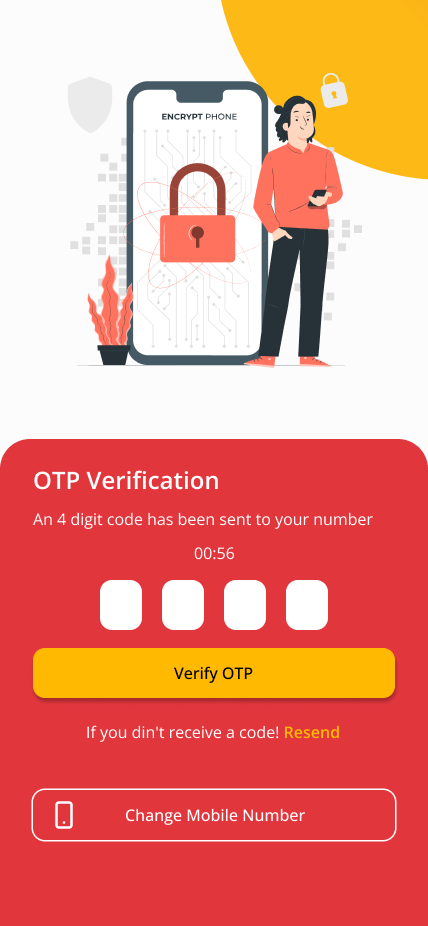 ENCRYPT PHONE
OTP Verification
An 4 digit code has been sent to your number
00:56
Verify OTP
If you din't receive a code! Resend
Change Mobile Number